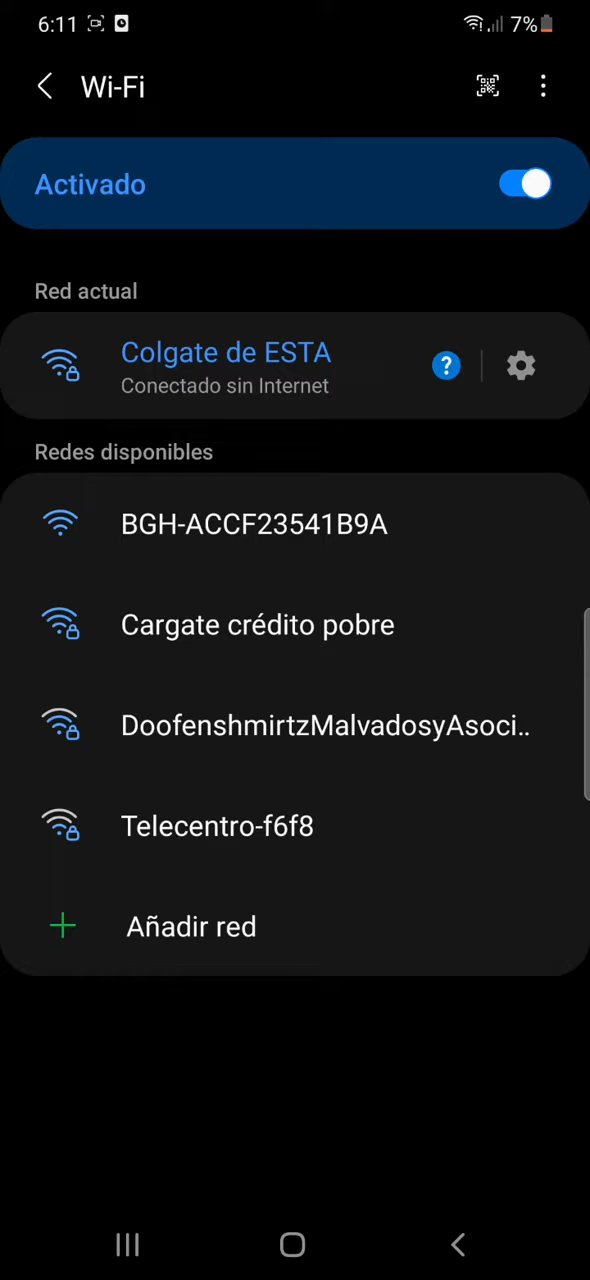 6:11 7%
Wi-Fi
Activado
Red actual
Colgate de ESTA
Conectado sin Internet
Redes disponibles
BGH-ACCF23541B9A
Cargate crédito pobre
DoofenshmirtzMalvadosyAsoci..
Telecentro-f6f8
Añadir red